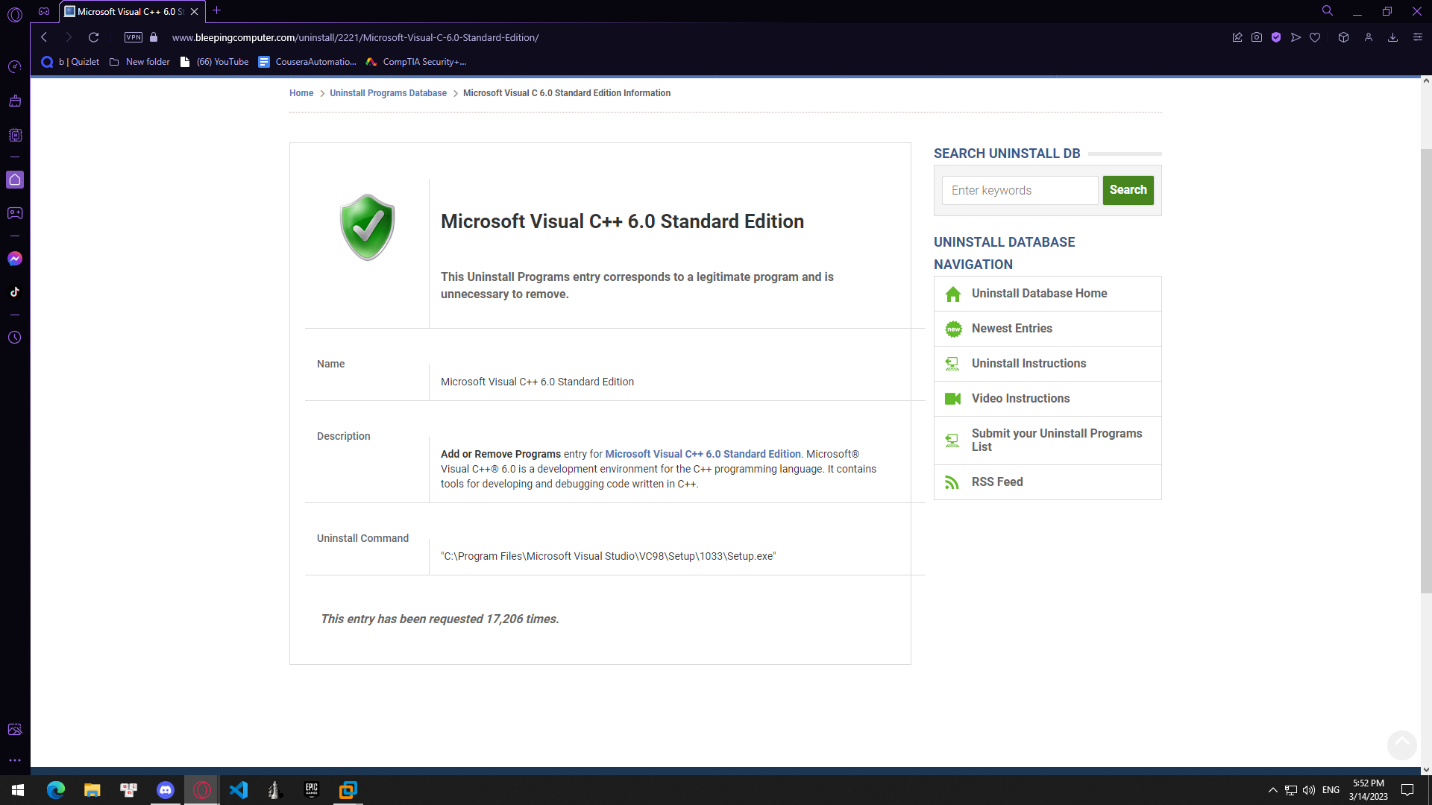 Microsoft Visual C++ 6.0 S
VPN
www.bleepingcomputer.com/uninstall/2221/Microsoft-Visual-C-6.0-Standard-Edition/
b | Quizlet
New folder
(66) YouTube
CouseraAutomatio...
CompTIA Security+...
Home
Uninstall Programs Database
Microsoft Visual C 6.0 Standard Edition Information
Microsoft Visual C++ 6.0 Standard Edition
This Uninstall Programs entry corresponds to a legitimate program and is
unnecessary to remove.
Name
Microsoft Visual C++ 6.0 Standard Edition
Description
Add or Remove Programs entry for Microsoft Visual C++ 6.0 Standard Edition. Microsoft®
Visual C++® 6.0 is a development environment for the C++ programming language. It contains
tools for developing and debugging code written in C++.
Uninstall Command
"C:\Program Files\Microsoft Visual Studio\VC98\Setup\1033\Setup.exe"
This entry has been requested 17,206 times.
SEARCH UNINSTALL DB
Enter keywords
Search
UNINSTALL DATABASE
NAVIGATION
Uninstall Database Home
new
Newest Entries
Uninstall Instructions
Video Instructions
Submit your Uninstall Programs
List
RSS Feed
EPIC
GAMES
ENG
5:52 PM
3/14/2023